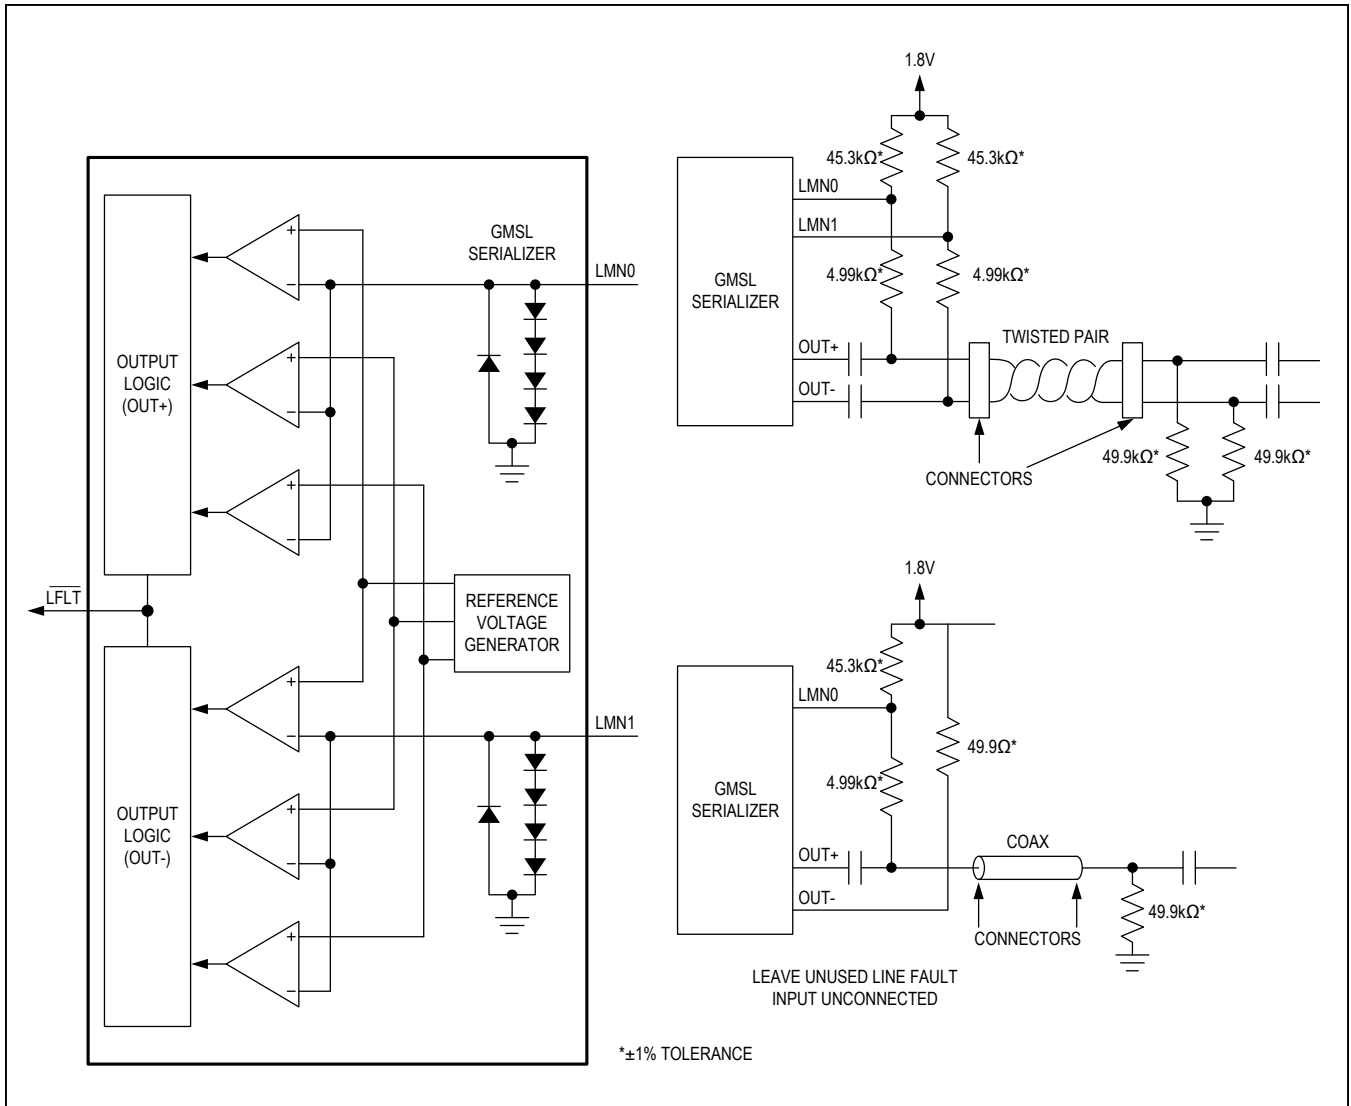 GMSL
SERIALIZER
LMN0
+
−
OUTPUT
LOGIC
(OUT+)
+
−
+
LFLT
REFERENCE
VOLTAGE
GENERATOR
+
−
LMN1
OUTPUT
LOGIC
(OUT-)
+
−
+
−
1.8V
45.3kΩ*
45.3kΩ*
LMN0
LMN1
GMSL
SERIALIZER
4.99kΩ*
4.99kΩ*
OUT+
OUT-
TWISTED PAIR
CONNECTORS
49.9kΩ*
49.9kΩ*
1.8V
45.3kΩ*
LMN0
49.9Ω*
GMSL
SERIALIZER
4.99kΩ*
OUT+
OUT-
COAX
CONNECTORS
49.9kΩ*
LEAVE UNUSED LINE FAULT
INPUT UNCONNECTED
*±1% TOLERANCE